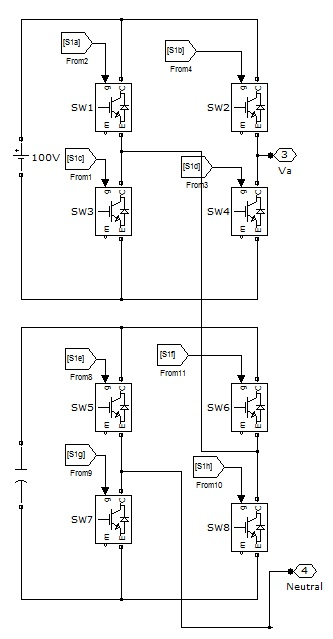 [S1a]
From2
[S1b]
From4
g C
SW1
m E
g C
SW2
m E
100V
3
Va
[S1c]
From1
[S1d]
From3
g C
SW3
m E
g C
SW4
m E
[S1e]
From8
[S1f]
From11
g C
SW5
m E
g C
SW6
m E
[S1g]
From9
[S1h]
From10
g C
SW7
m E
g C
SW8
m E
4
Neutral